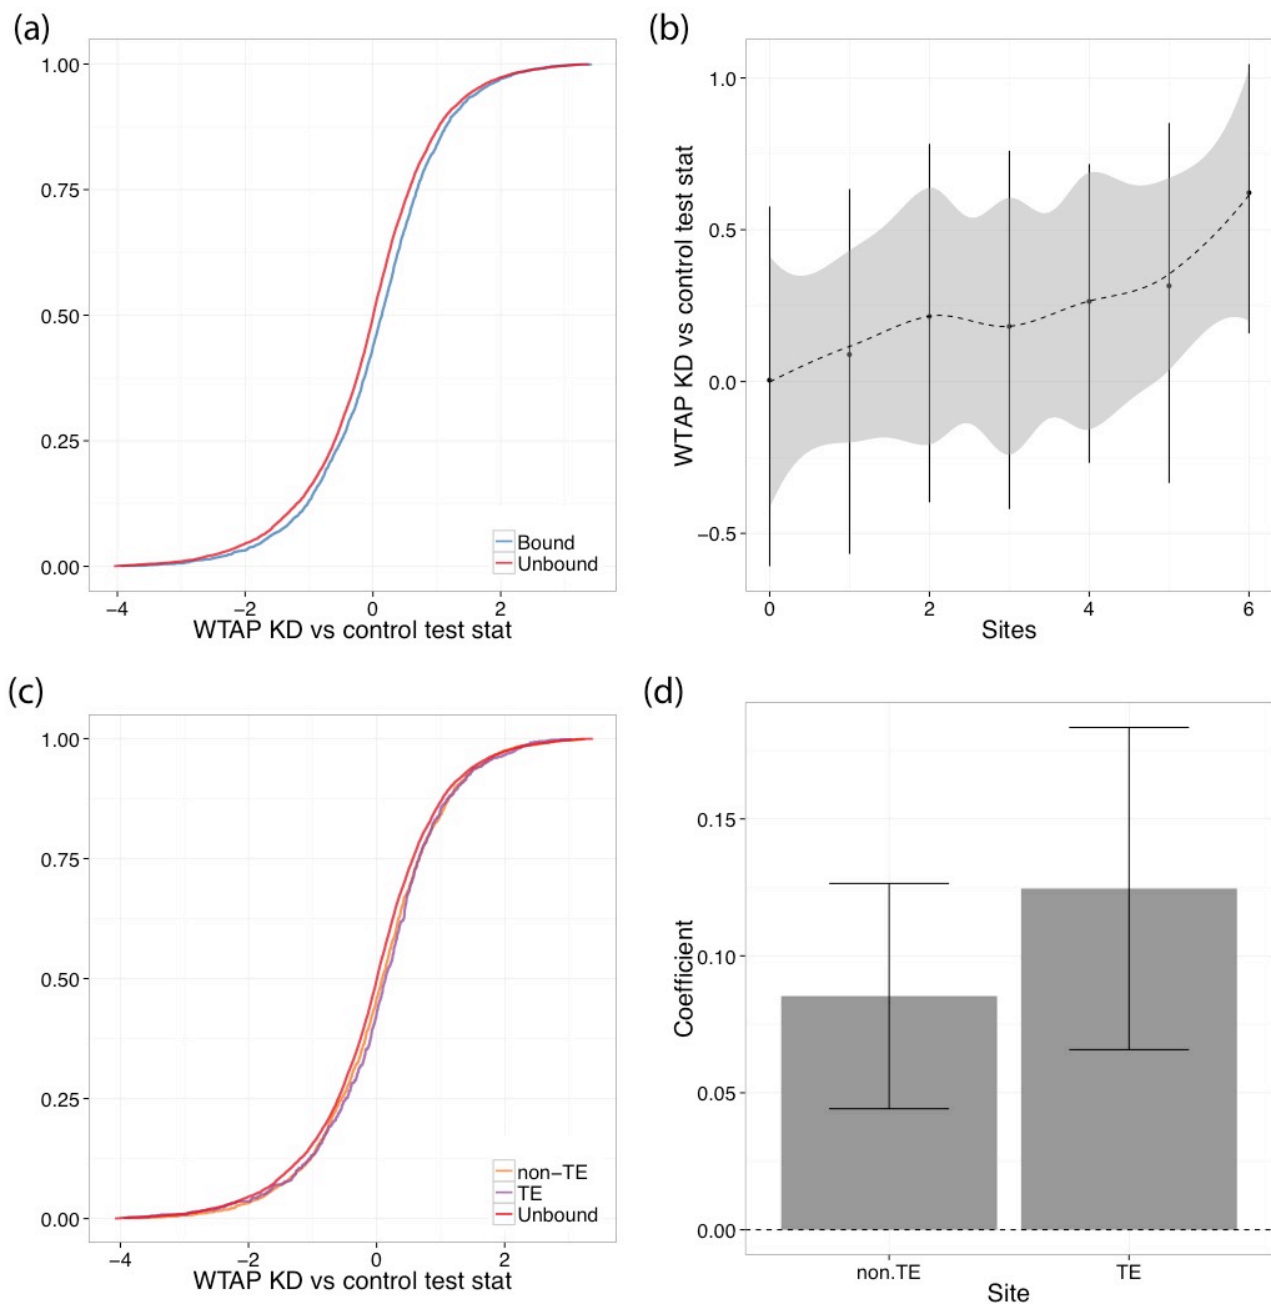 (a)
1.00
0.75
0.50
0.25
0.00
−4
−2
0
2
WTAP KD vs control test stat
Bound
Unbound
(b)
WTAP KD vs control test stat
1.0
0.5
0.0
−0.5
0
2
4
6
Sites
(c)
1.00
0.75
0.50
0.25
0.00
−4
−2
0
2
WTAP KD vs control test stat
non−TE
TE
Unbound
(d)
Coefficient
0.15
0.10
0.05
0.00
non.TE
TE
Site